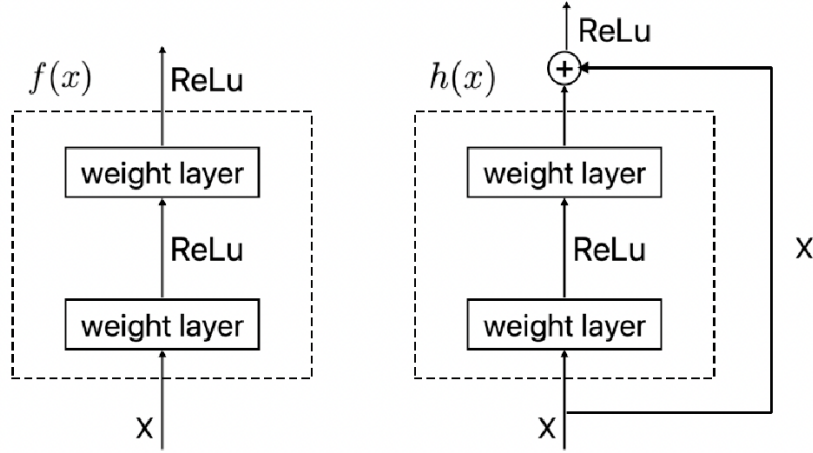 f(x)
ReLu
weight layer
ReLu
weight layer
X
ReLu
+
h(x)
weight layer
ReLu
X
weight layer
X